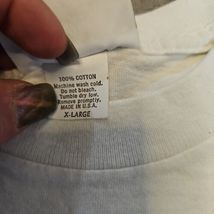 100% COTTON
Machine wash cold.
Do not bleach.
Tumble dry low.
Remove promptly.
MADE IN U.S.A.
X-LARGE